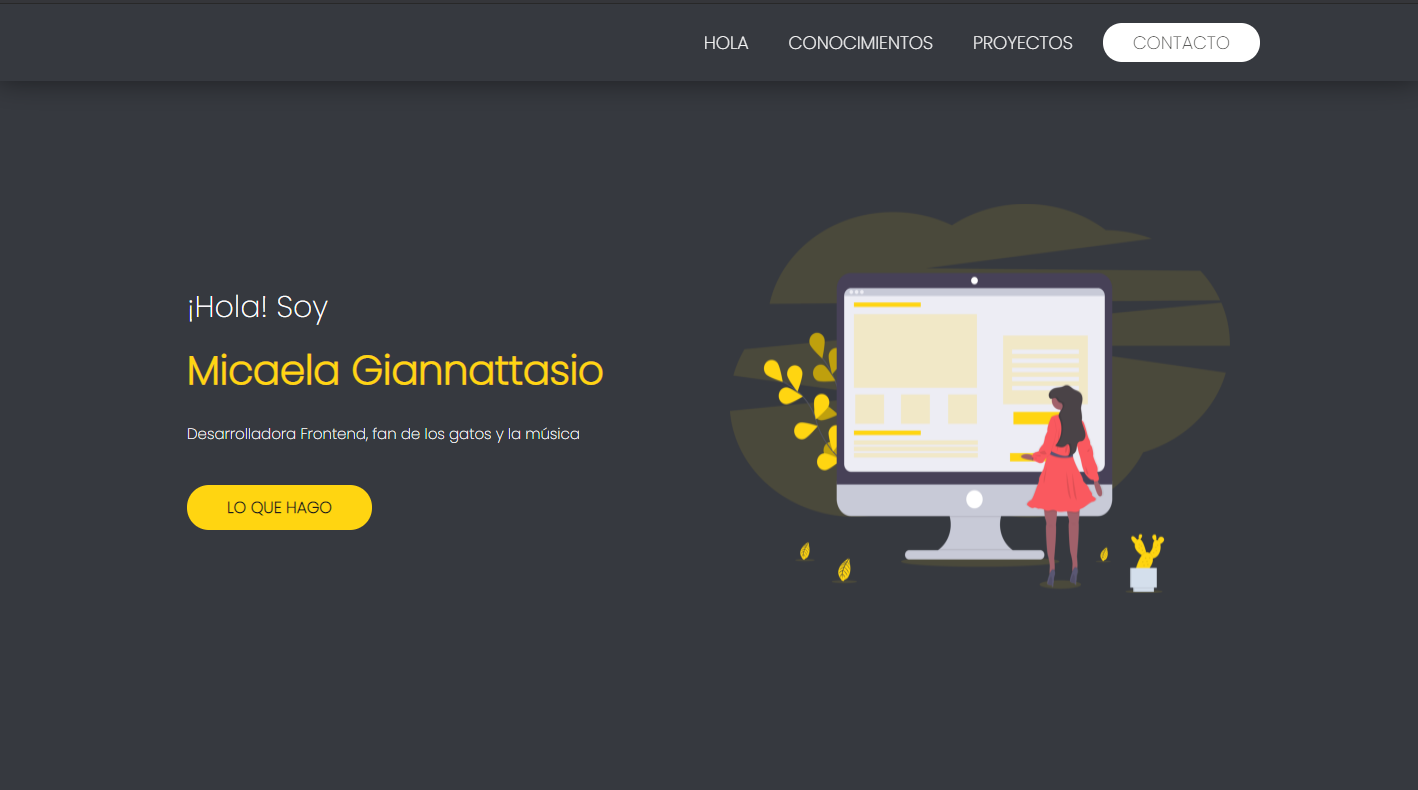 HOLA CONOCIMIENTOS PROYECTOS CONTACTO
¡Hola! Soy
Micaela Giannattasio
Desarrolladora Frontend, fan de los gatos y la música
LO QUE HAGO